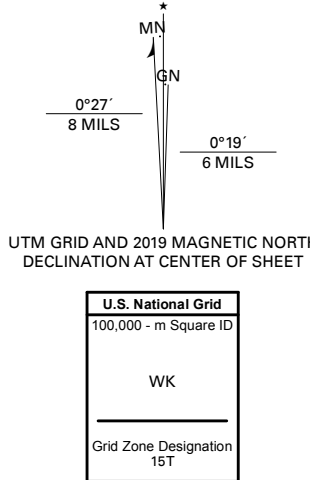 MN
GN
0°27´
8 MILS
0°19´
6 MILS
UTM GRID AND 2019 MAGNETIC NORTH
DECLINATION AT CENTER OF SHEET
U.S. National Grid
100,000 - m Square ID
WK
Grid Zone Designation
15T